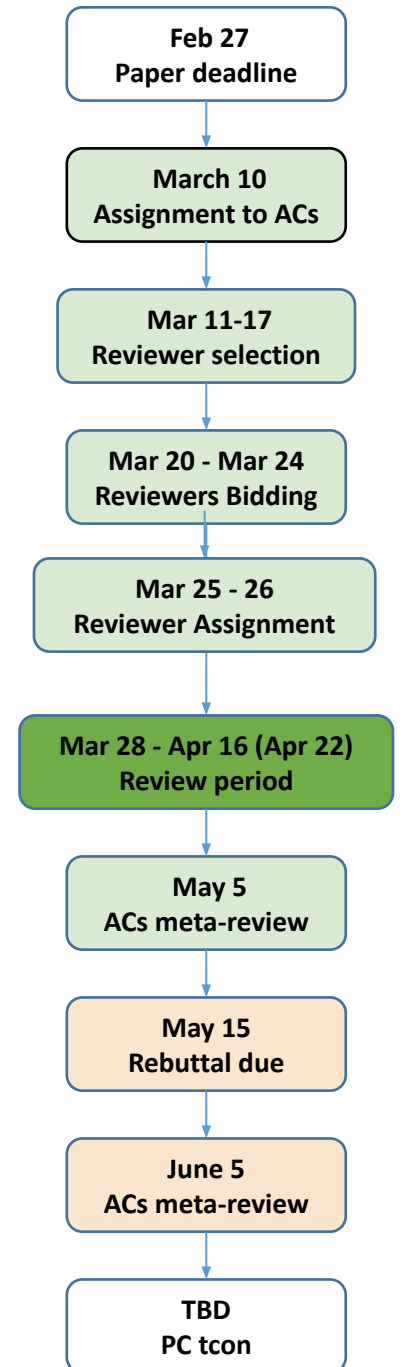 Feb 27
Paper deadline
March 10
Assignment to ACs
Mar 11-17
Reviewer selection
Mar 20 - Mar 24
Reviewers Bidding
Mar 25 - 26
Reviewer Assignment
Mar 28 - Apr 16 (Apr 22)
Review period
May 5
ACs meta-review
May 15
Rebuttal due
June 5
ACs meta-review
TBD
PC tcon